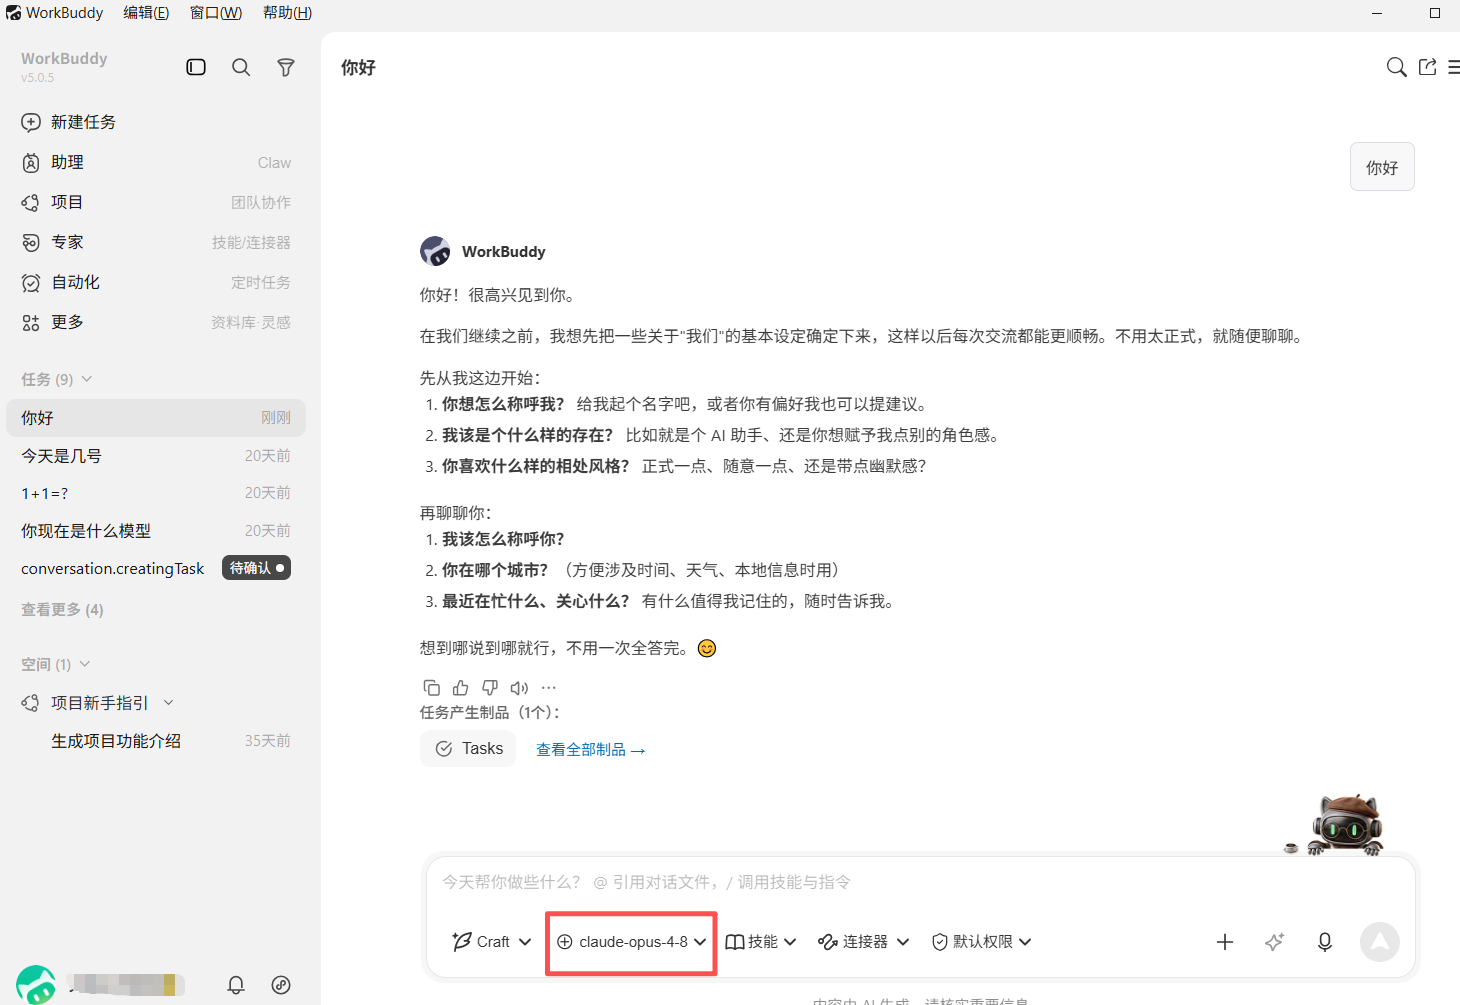 WorkBuddy 编辑(E) 窗口(W) 帮助(H)
WorkBuddy
v5.0.5
新建任务
助理 Claw
项目 团队协作
专家 技能/连接器
自动化 定时任务
更多 资料库·灵感
任务 (9)
你好 刚刚
今天是几号 20天前
1+1=? 20天前
你现在是什么模型 20天前
conversation.creatingTask 待确认
查看更多 (4)
空间 (1)
项目新手指引
生成项目功能介绍 35天前
你好
你好
WorkBuddy
你好！很高兴见到你。
在我们继续之前，我想先把一些关于"我们"的基本设定确定下来，这样以后每次交流都能更顺畅。不用太正式，就随便聊聊。
先从我这边开始：
1. 你想怎么称呼我？ 给我起个名字吧，或者你有偏好我也可以提建议。
2. 我该是个什么样的存在？ 比如就是个 AI 助手、还是你想赋予我点别的角色感。
3. 你喜欢什么样的相处风格？ 正式一点、随意一点、还是带点幽默感？
再聊聊你：
1. 我该怎么称呼你？
2. 你在哪个城市？（方便涉及时间、天气、本地信息时用）
3. 最近在忙什么、关心什么？ 有什么值得我记住的，随时告诉我。
想到哪说到哪就行，不用一次全答完。😊
任务产生制品（1个）：
Tasks 查看全部制品 →
今天帮你做些什么？ @ 引用对话文件，/ 调用技能与指令
Craft claude-opus-4-8 技能 连接器 默认权限
内容由 AI 生成，请核实重要信息